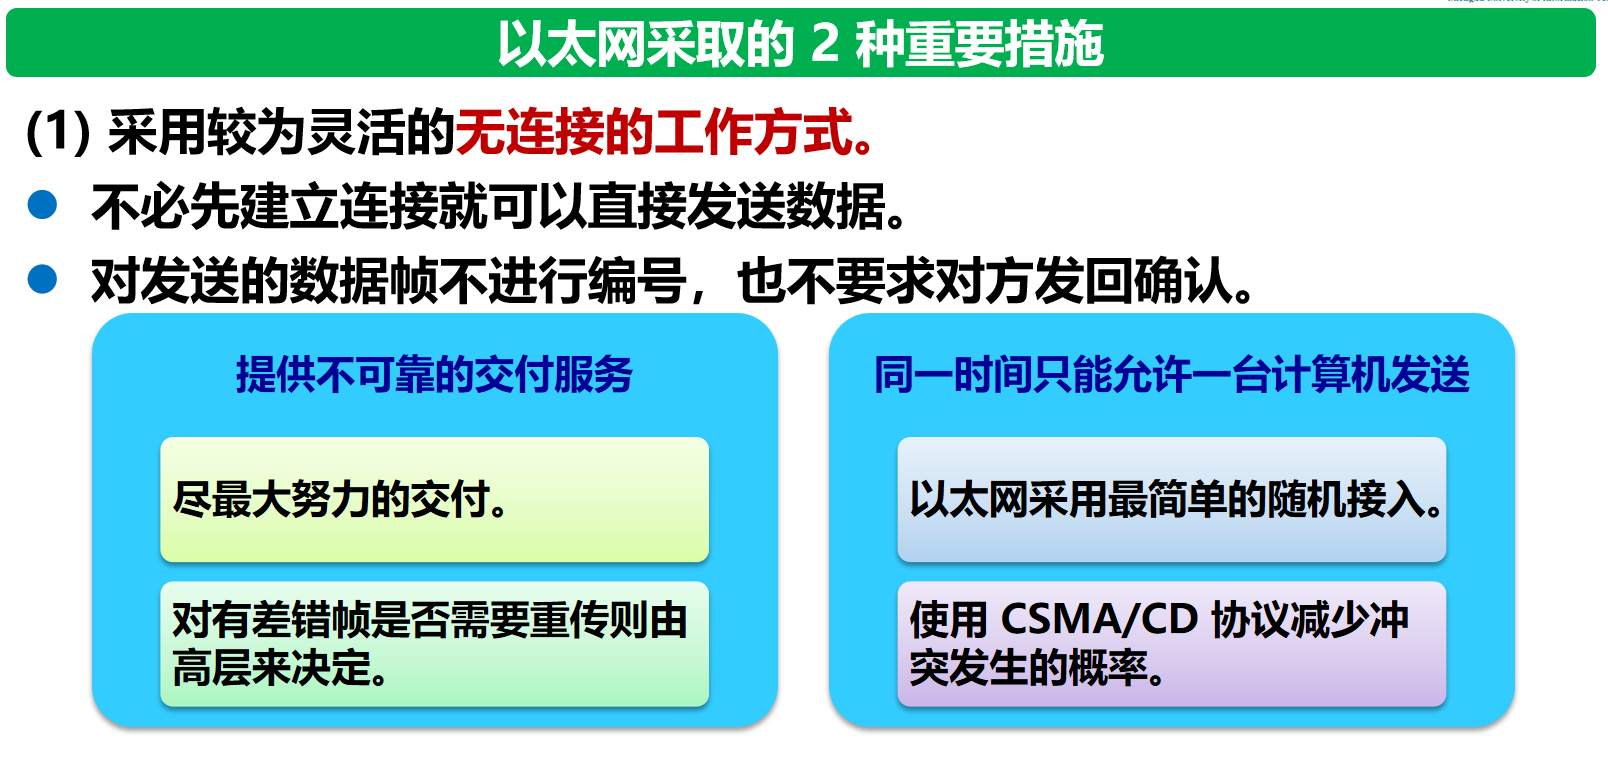 以太网采取的 2 种重要措施
(1) 采用较为灵活的无连接的工作方式。
不必先建立连接就可以直接发送数据。
对发送的数据帧不进行编号，也不要求对方发回确认。
提供不可靠的交付服务
尽最大努力的交付。
对有差错帧是否需要重传则由
高层来决定。
同一时间只能允许一台计算机发送
以太网采用最简单的随机接入。
使用 CSMA/CD 协议减少冲
突发生的概率。